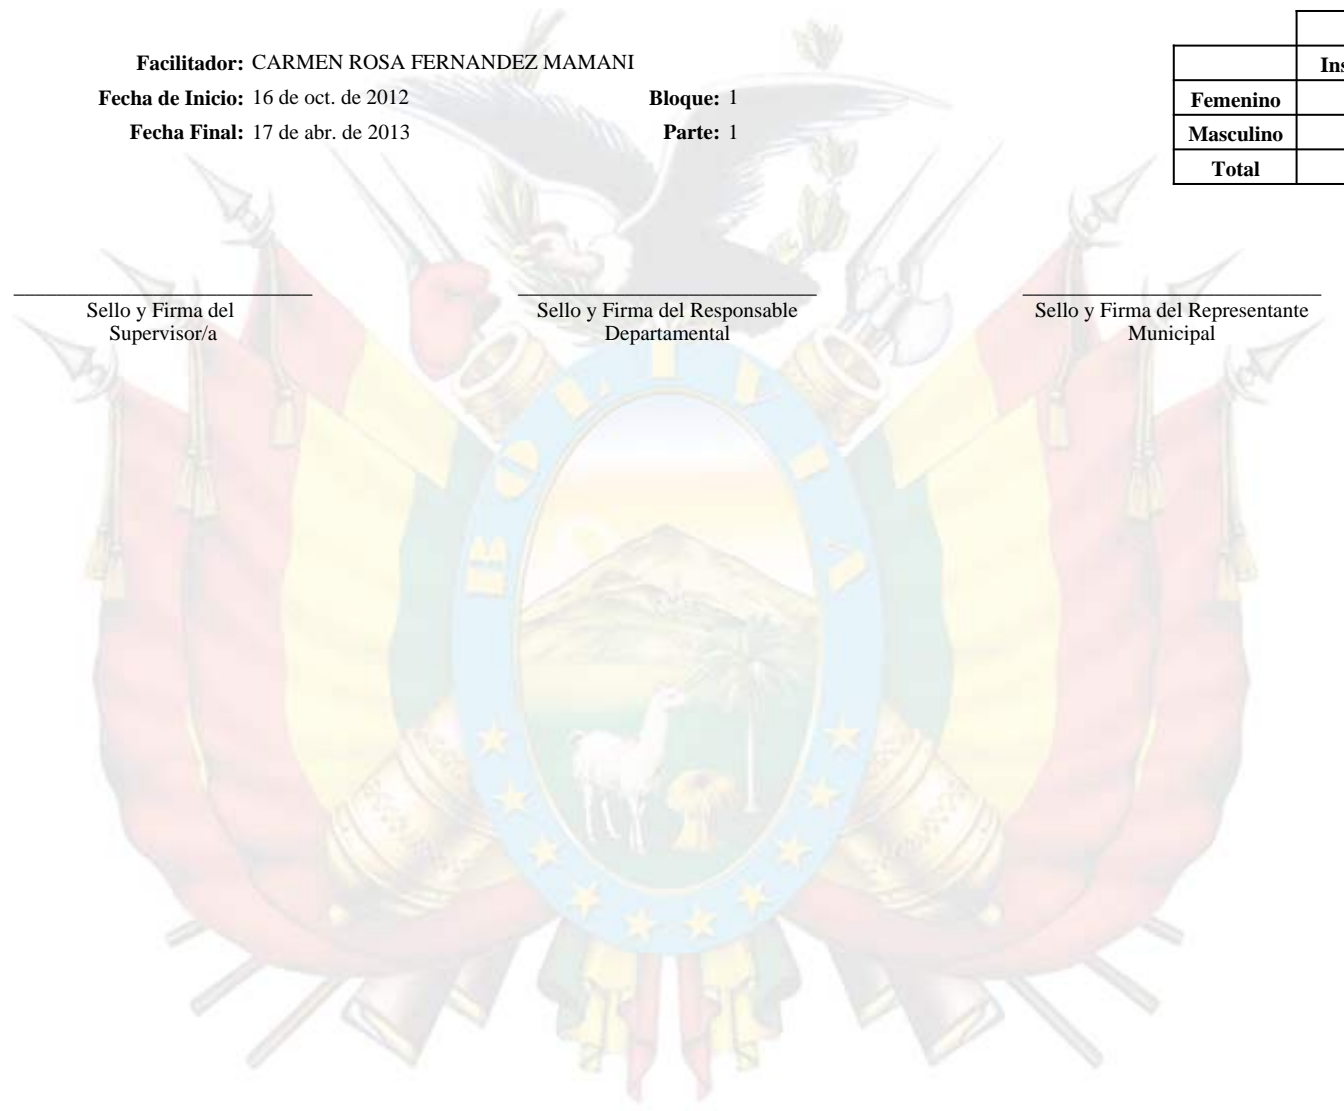 Facilitador: CARMEN ROSA FERNANDEZ MAMANI
Fecha de Inicio: 16 de oct. de 2012 Bloque: 1
Fecha Final: 17 de abr. de 2013 Parte: 1
Ins
Femenino
Masculino
Total
Sello y Firma del
Supervisor/a
Sello y Firma del Responsable
Departamental
Sello y Firma del Representante
Municipal
BOLIVIA